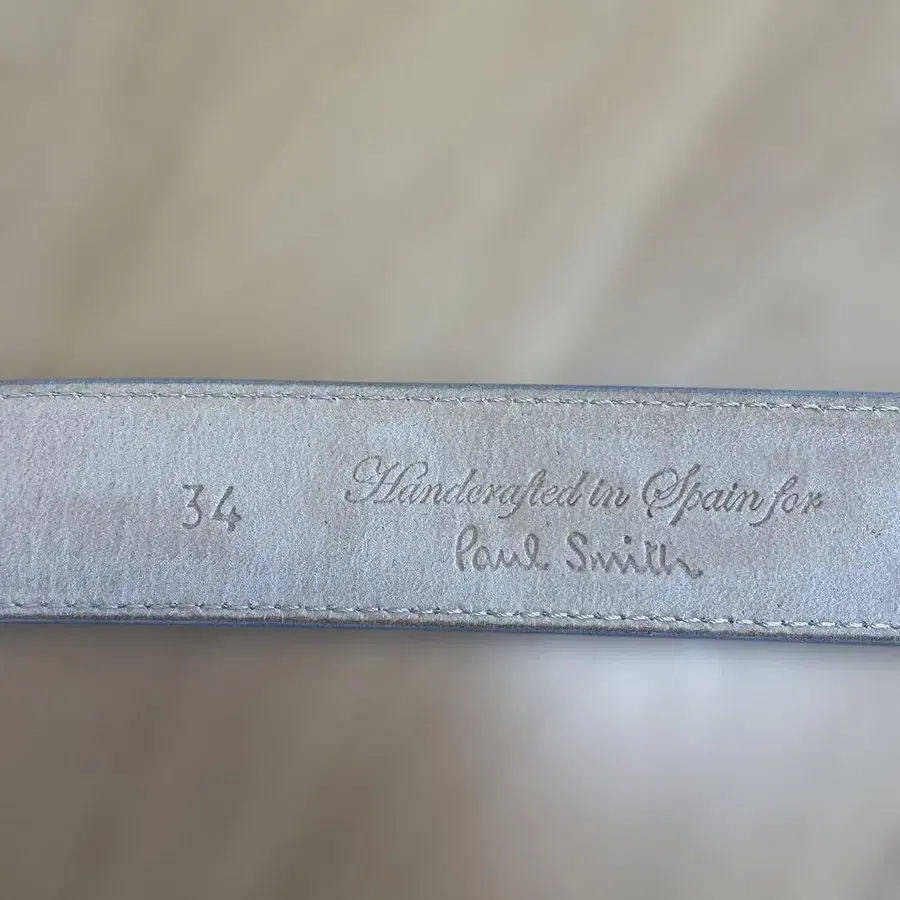 34
Handcrafted in Spain for
Paul Smith